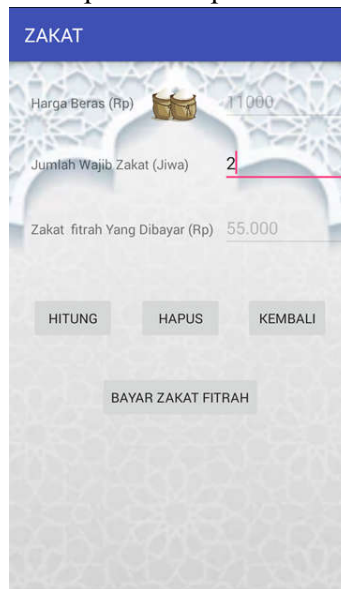 ZAKAT
Harga Beras (Rp) 11000
Jumlah Wajib Zakat (Jiwa) 2
Zakat fitrah Yang Dibayar (Rp) 55.000
HITUNG HAPUS KEMBALI
BAYAR ZAKAT FITRAH